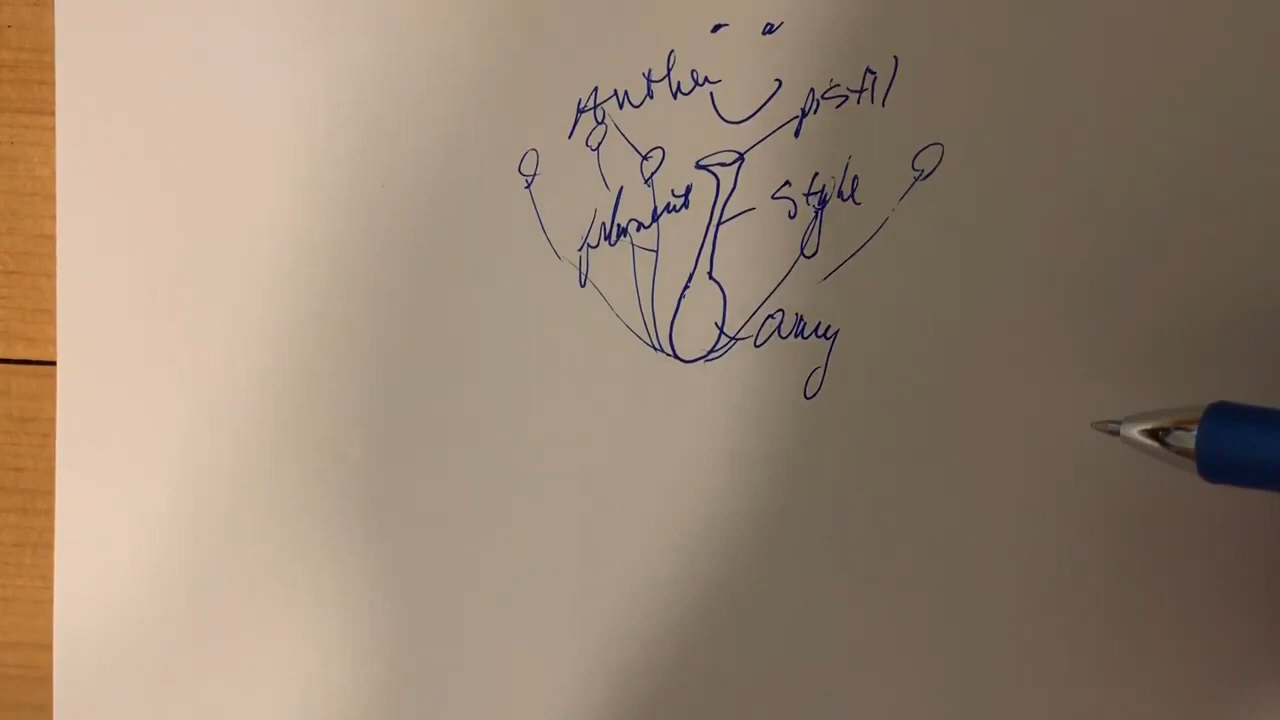 Anther
pistil
style
filament
ovary